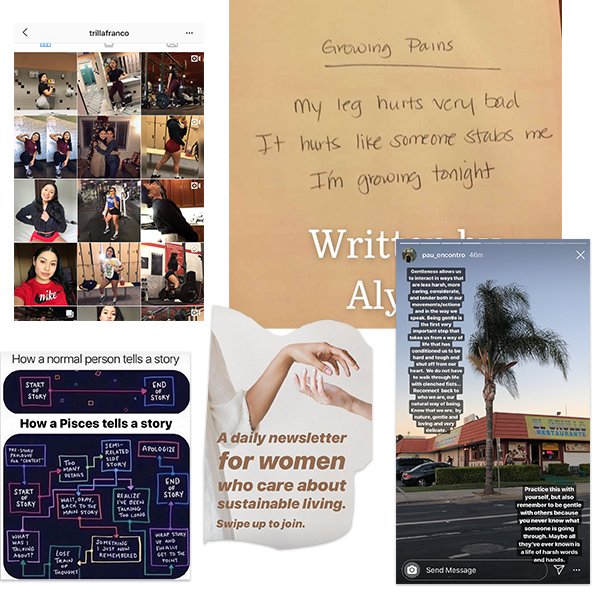 trillafranco
Growing Pains
My leg hurts very bad
It hurts like someone stabs me
I'm growing tonight
Written by
Aly
pau_encontro 46m
Gentleness allows us
to interact in ways that
are less harsh, more
caring, considerate,
and tender both in our
movements/actions
and in the way we
speak. Being gentle is
the first very
important step that
takes us from a way of
life that has
conditioned us to be
hard and tough and
shut off from our
heart. We do not have
to walk through life
with clenched fists...
Reconnect back to
who we are, our
natural way of being.
Know that we are, by
nature, gentle and
loving and very
delicate.
EL GRULLO
RESTAURANTE
Practice this with
yourself, but also
remember to be gentle
with others because
you never know what
someone is going
through. Maybe all
they've ever known is
a life of harsh words
and hands.
Send Message
nike
How a normal person tells a story
START OF STORY
END OF STORY
How a Pisces tells a story
PRE-STORY PROLOGUE FOR "CONTEXT"
TOO MANY DETAILS
SEMI-RELATED SIDE STORY
APOLOGIZE
START OF STORY
WAIT, OKAY, BACK TO THE MAIN STORY
REALIZE I'VE BEEN TALKING TOO LONG
END OF STORY
WHAT WAS I TALKING ABOUT?
LOSE TRAIN OF THOUGHT
SOMETHING I JUST NOW REMEMBERED
WRAP STORY UP AND FINALLY GET TO THE POINT
A daily newsletter
for women
who care about
sustainable living.
Swipe up to join.